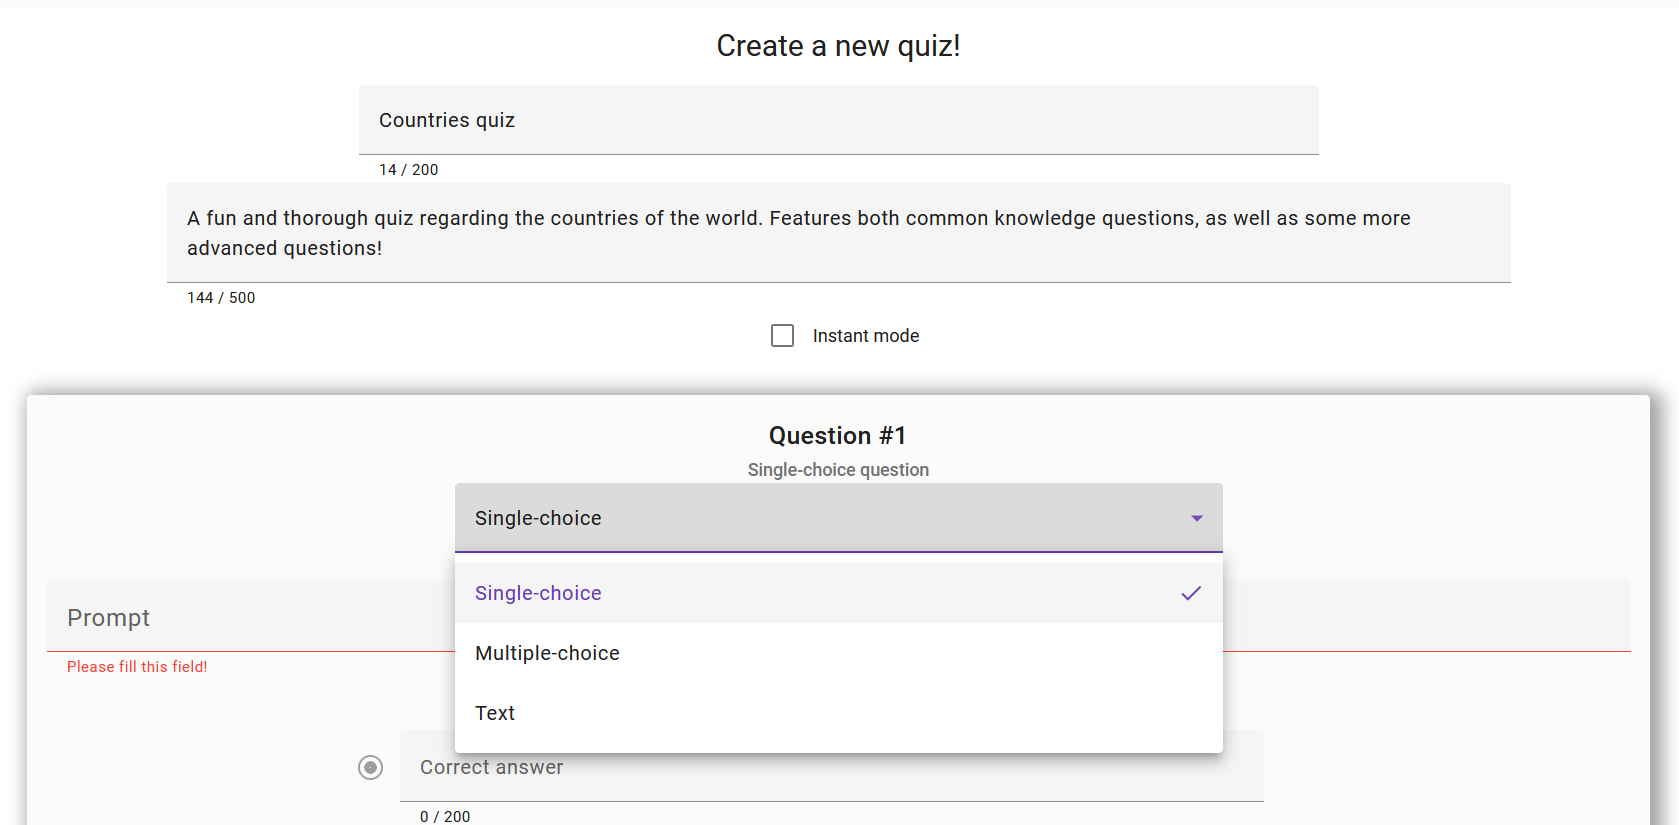 Create a new quiz!
Countries quiz
14 / 200
A fun and thorough quiz regarding the countries of the world. Features both common knowledge questions, as well as some more
advanced questions!
144 / 500
Instant mode
Question #1
Single-choice question
Single-choice
Single-choice
Multiple-choice
Text
Prompt
Please fill this field!
Correct answer
0 / 200